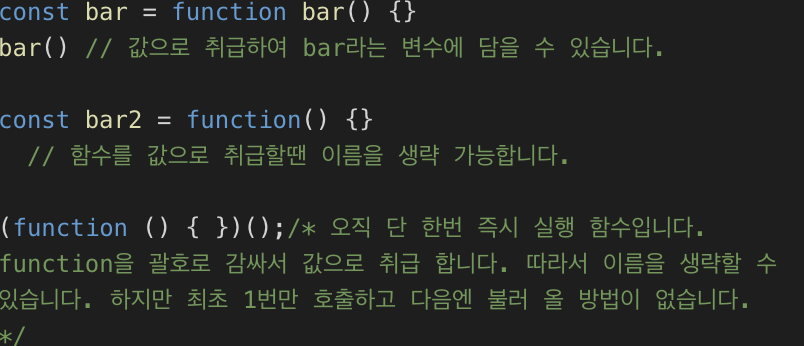 const bar = function bar() {}
bar() // 값으로 취급하여 bar라는 변수에 담을 수 있습니다.
const bar2 = function() {}
// 함수를 값으로 취급할땐 이름을 생략 가능합니다.
(function () { })();/* 오직 단 한번 즉시 실행 함수입니다.
function을 괄호로 감싸서 값으로 취급 합니다. 따라서 이름을 생략할 수
있습니다. 하지만 최초 1번만 호출하고 다음엔 불러 올 방법이 없습니다.
*/